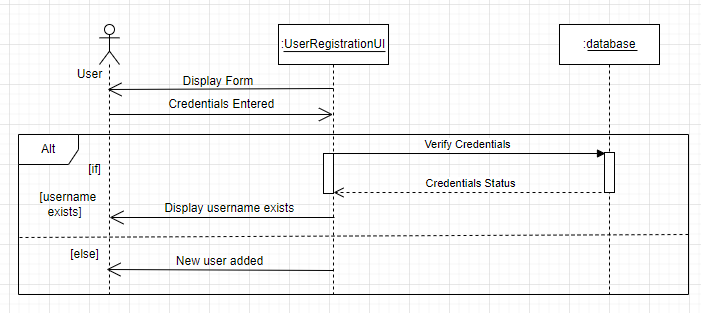 :UserRegistrationUI
:database
User
Display Form
Credentials Entered
Alt
Verify Credentials
[if]
Credentials Status
[username
exists]
Display username exists
[else]
New user added